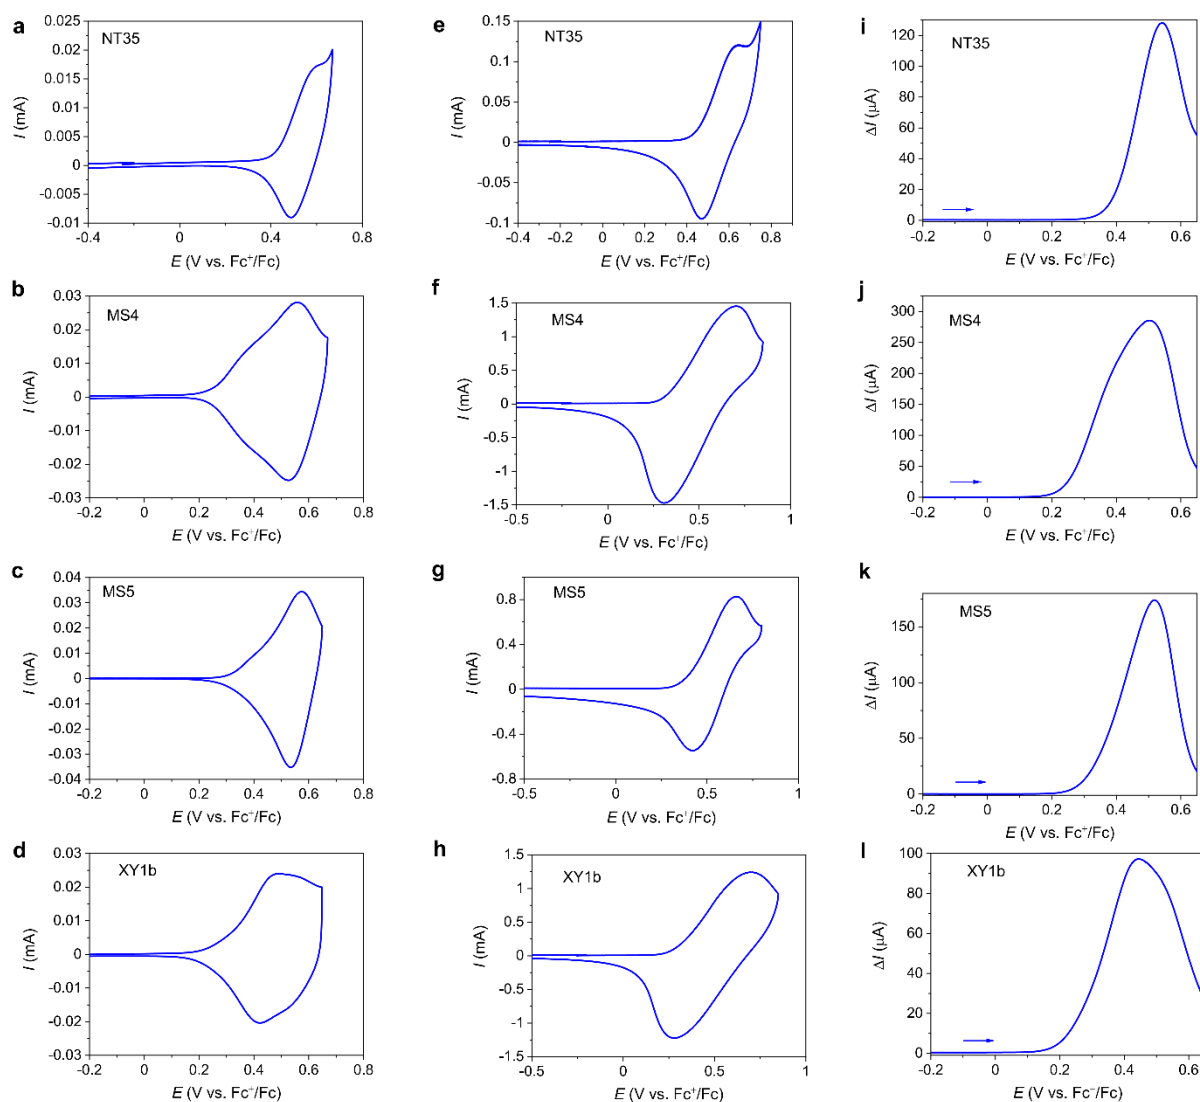 a
NT35
0.025
0.02
0.015
0.01
0.005
0
-0.005
-0.01
I (mA)
-0.4 0 0.4 0.8
E (V vs. Fc⁺/Fc)
e
NT35
0.15
0.1
0.05
0
-0.05
0.1
I (mA)
-0.4 -0.2 0 0.2 0.4 0.6 0.8
E (V vs. Fc⁺/Fc)
i
NT35
120
100
80
60
40
20
0
ΔI (µA)
-0.2 0 0.2 0.4 0.6
E (V vs. Fc⁺/Fc)
b
MS4
0.03
0.02
0.01
0
-0.01
-0.02
-0.03
I (mA)
-0.2 0 0.2 0.4 0.6 0.8
E (V vs. Fc⁺/Fc)
f
MS4
1.5
1
0.5
0
-0.5
-1
-1.5
I (mA)
-0.5 0 0.5 1
E (V vs. Fc⁺/Fc)
j
MS4
300
250
200
150
100
50
0
ΔI (µA)
-0.2 0 0.2 0.4 0.6
E (V vs. Fc⁺/Fc)
c
MS5
0.04
0.03
0.02
0.01
0
-0.01
-0.02
-0.03
-0.04
I (mA)
-0.2 0 0.2 0.4 0.6 0.8
E (V vs. Fc⁺/Fc)
g
MS5
0.8
0.4
0
-0.4
-0.8
I (mA)
-0.5 0 0.5 1
E (V vs. Fc⁺/Fc)
k
MS5
150
100
50
0
ΔI (µA)
-0.2 0 0.2 0.4 0.6
E (V vs. Fc⁺/Fc)
d
XY1b
0.03
0.02
0.01
0
-0.01
-0.02
-0.03
I (mA)
-0.2 0 0.2 0.4 0.6 0.8
E (V vs. Fc⁺/Fc)
h
XY1b
1.5
1
0.5
0
-0.5
-1
-1.5
I (mA)
-0.5 0 0.5 1
E (V vs. Fc⁺/Fc)
l
XY1b
100
80
60
40
20
0
ΔI (µA)
-0.2 0 0.2 0.4 0.6
E (V vs. Fc⁻/Fc)